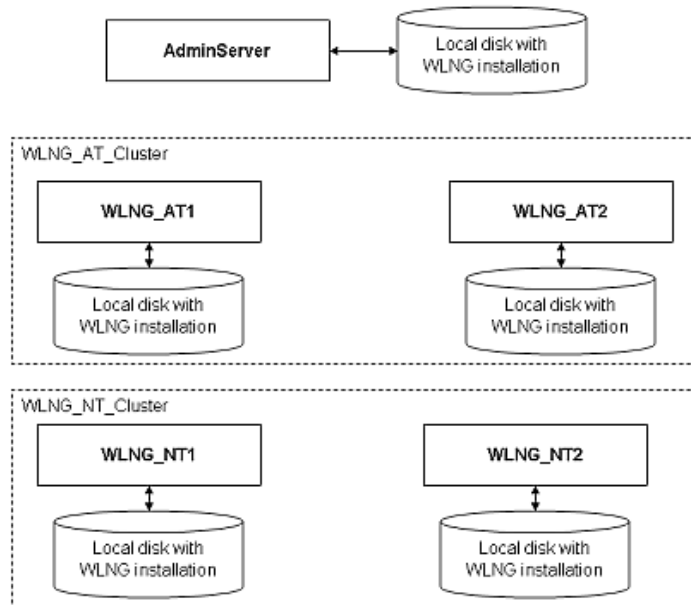 AdminServer
Local disk with
WLNG installation
WLNG_AT_Cluster
WLNG_AT1
WLNG_AT2
Local disk with
WLNG installation
Local disk with
WLNG installation
WLNG_NT_Cluster
WLNG_NT1
WLNG_NT2
Local disk with
WLNG installation
Local disk with
WLNG installation